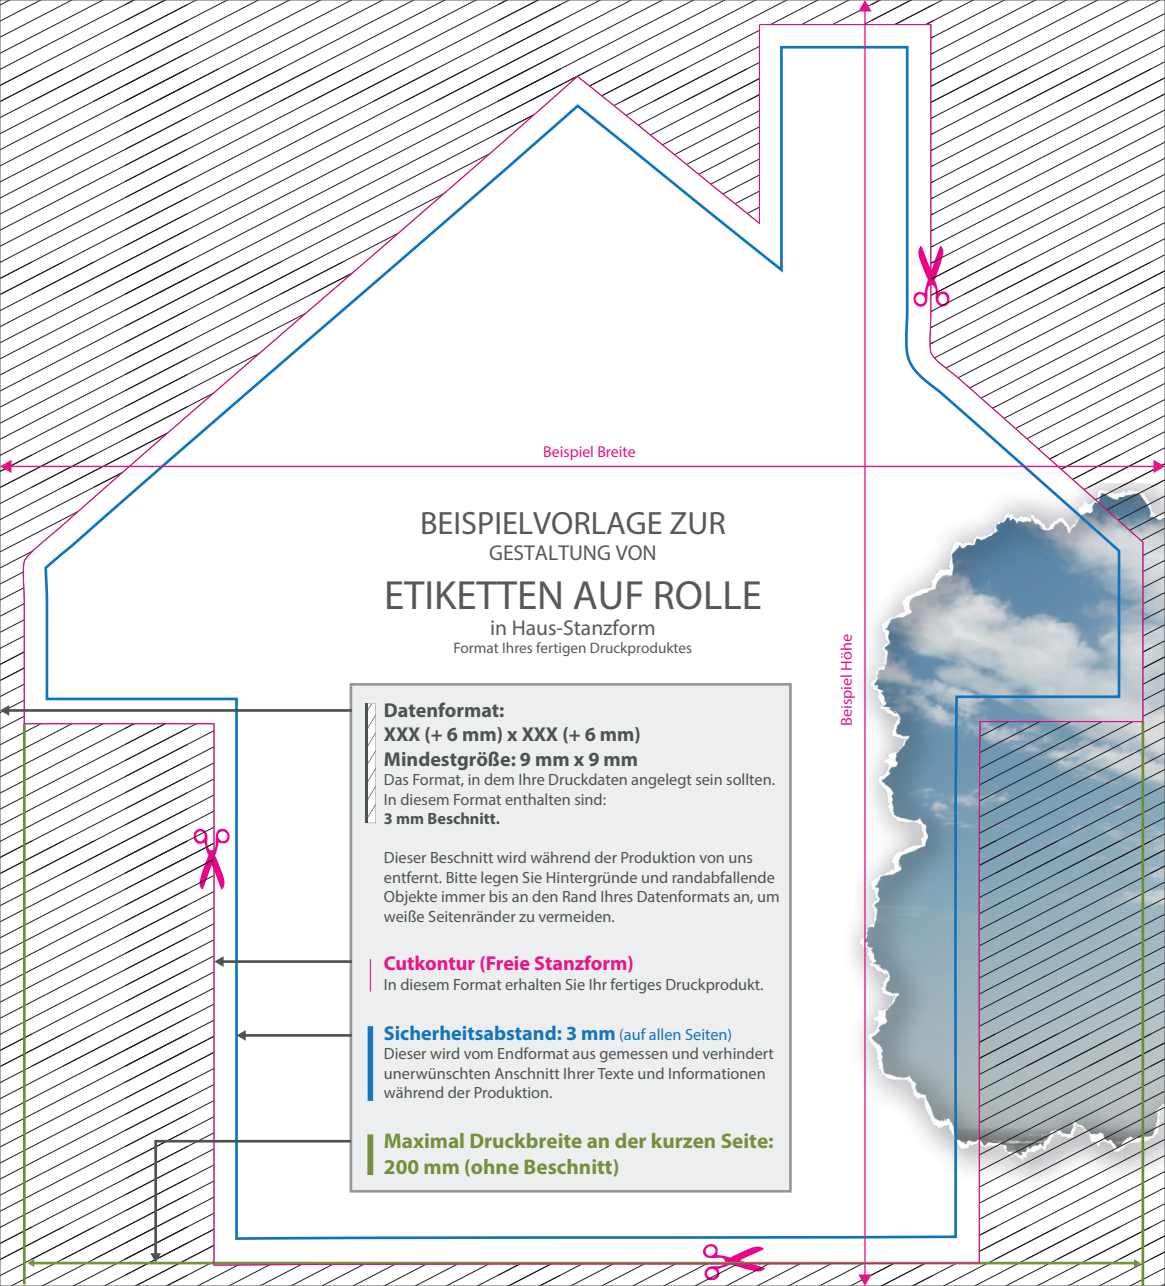 Beispiel Breite
BEISPIELVORLAGE ZUR
GESTALTUNG VON
ETIKETTEN AUF ROLLE
in Haus-Stanzform
Format Ihres fertigen Druckproduktes
Beispiel Höhe
Datenformat:
XXX (+ 6 mm) x XXX (+ 6 mm)
Mindestgröße: 9 mm x 9 mm
Das Format, in dem Ihre Druckdaten angelegt sein sollten.
In diesem Format enthalten sind:
3 mm Beschnitt.
Dieser Beschnitt wird während der Produktion von uns
entfernt. Bitte legen Sie Hintergründe und randabfallende
Objekte immer bis an den Rand Ihres Datenformats an, um
weiße Seitenränder zu vermeiden.
Cutkontur (Freie Stanzform)
In diesem Format erhalten Sie Ihr fertiges Druckprodukt.
Sicherheitsabstand: 3 mm (auf allen Seiten)
Dieser wird vom Endformat aus gemessen und verhindert
unerwünschten Anschnitt Ihrer Texte und Informationen
während der Produktion.
Maximal Druckbreite an der kurzen Seite:
200 mm (ohne Beschnitt)